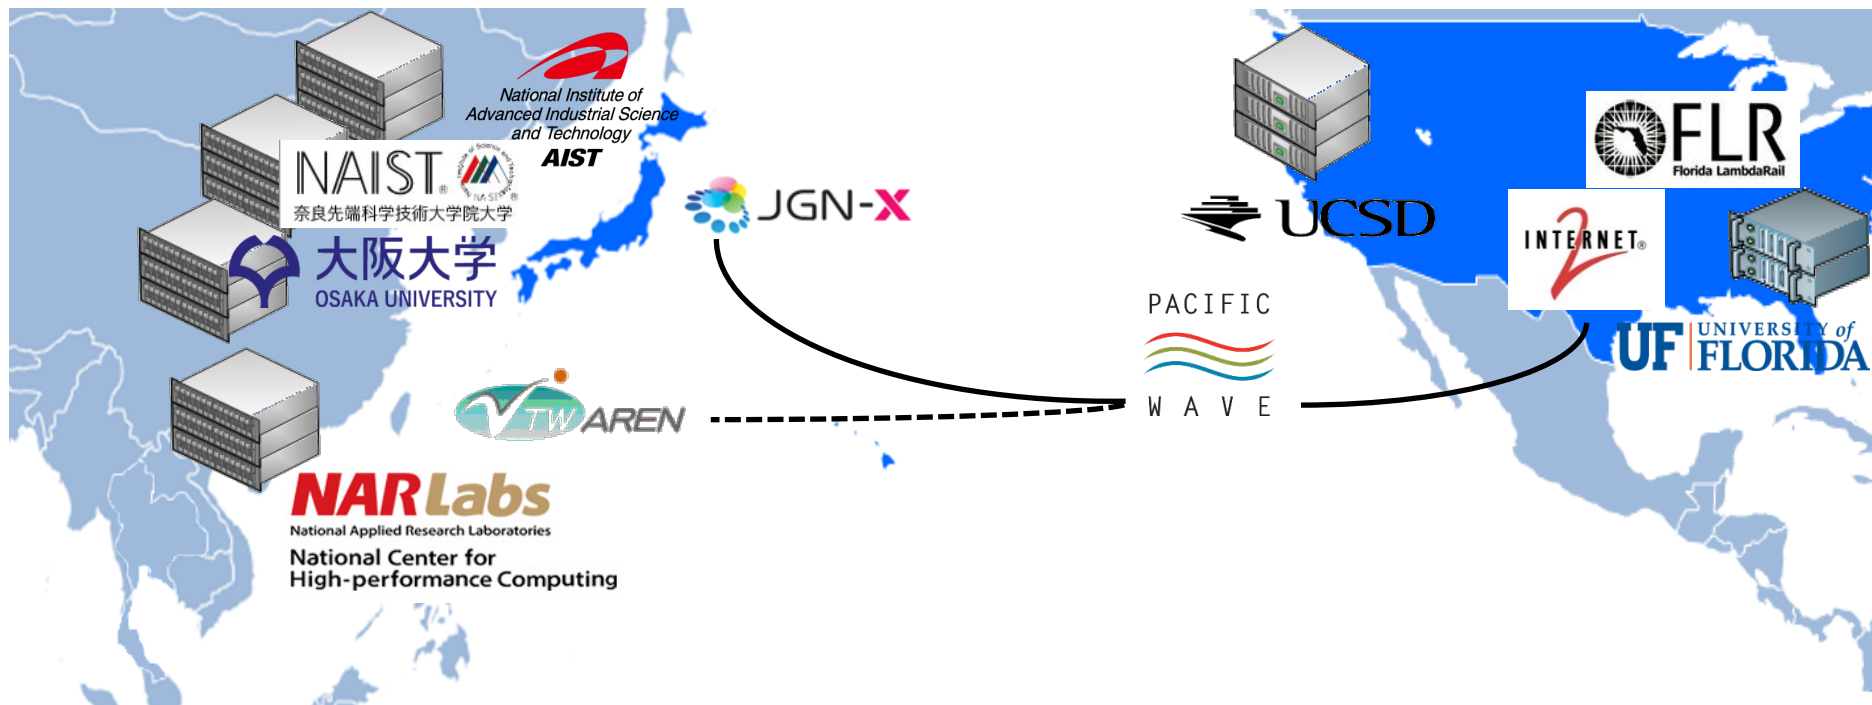 National Institute of
Advanced Industrial Science
and Technology
AIST
NAIST®
奈良先端科学技術大学院大学
大阪大学
OSAKA UNIVERSITY
JGN-X
TWAREN
NARLabs
National Applied Research Laboratories
National Center for
High-performance Computing
UCSD
PACIFIC
WAVE
FLR
Florida LambdaRail
INTERNET®
2
UF UNIVERSITY of
FLORIDA